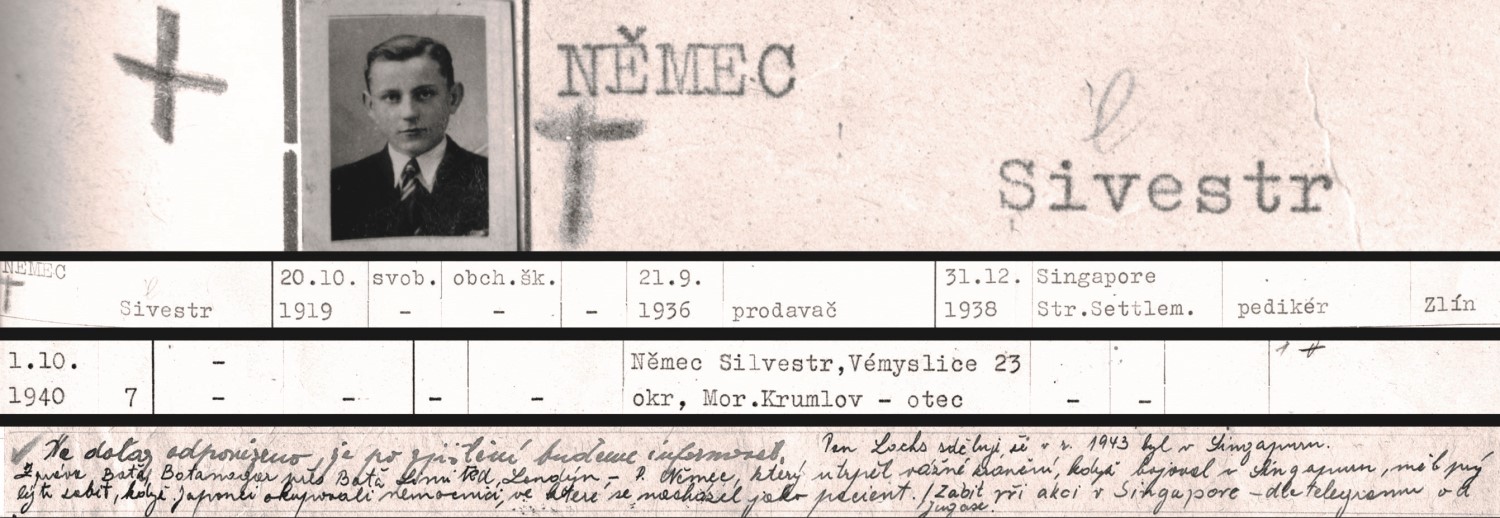 NĚMEC
l
Sivestr
NĚMEC 20.10. svob. obch.šk. 21.9. 31.12. Singapore
l
Sivestr 1919 - - - 1936 prodavač 1938 Str.Settlem. pedikér Zlín
1.10. - Němec Silvestr,Vémyslice 23
1940 7 - - - - okr, Mor.Krumlov - otec - -
Na dotaz odpovězeno, je po zjištění budeme informovat. Pan Lachs sděluje, že v r. 1943 byl v Singapuru.
Zpráva Baťa, Batanagar přes Baťa Ltd, Londýn - P. Němec, který utrpěl vážné zranění, když bojoval v Singapuru, měl prý
býti zabit, když Japonci okupovali nemocnici, ve které se nacházel jako pacient. / Zabit při akci v Singapore - dle telegramu od
Jugase.